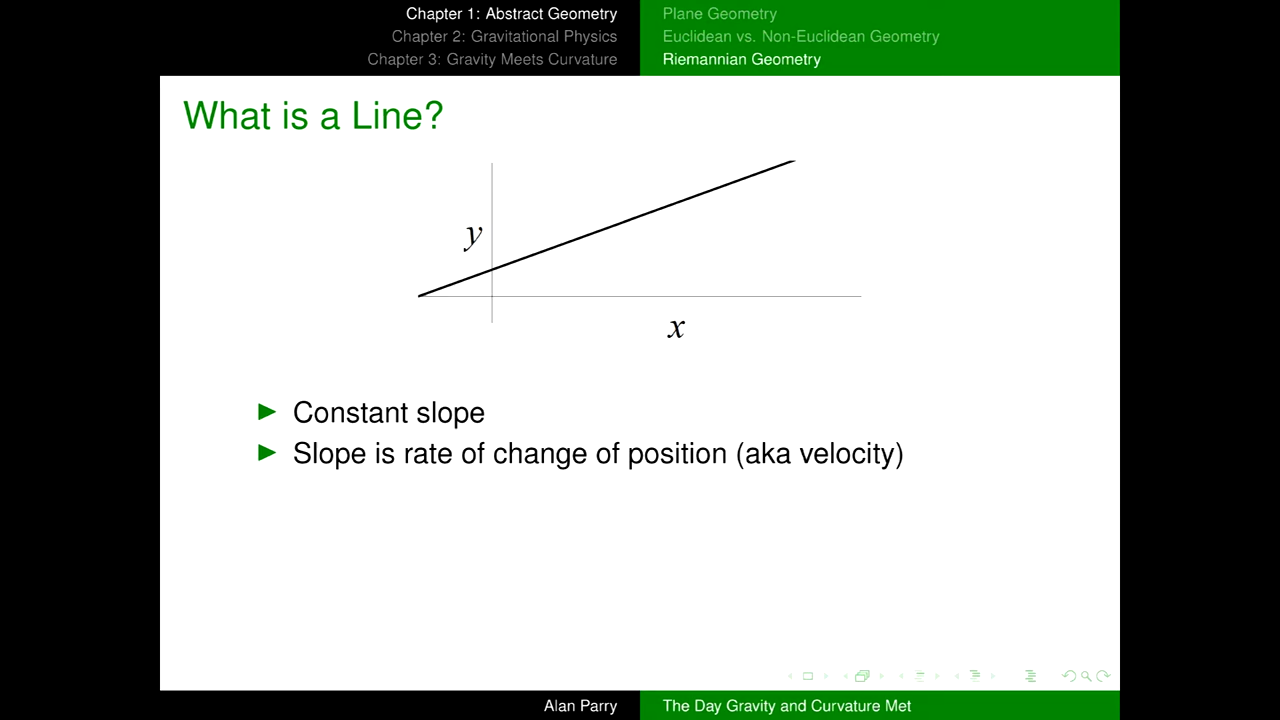 Chapter 1: Abstract Geometry
Chapter 2: Gravitational Physics
Chapter 3: Gravity Meets Curvature
Plane Geometry
Euclidean vs. Non-Euclidean Geometry
Riemannian Geometry
What is a Line?
y
x
Constant slope
Slope is rate of change of position (aka velocity)
Alan Parry
The Day Gravity and Curvature Met